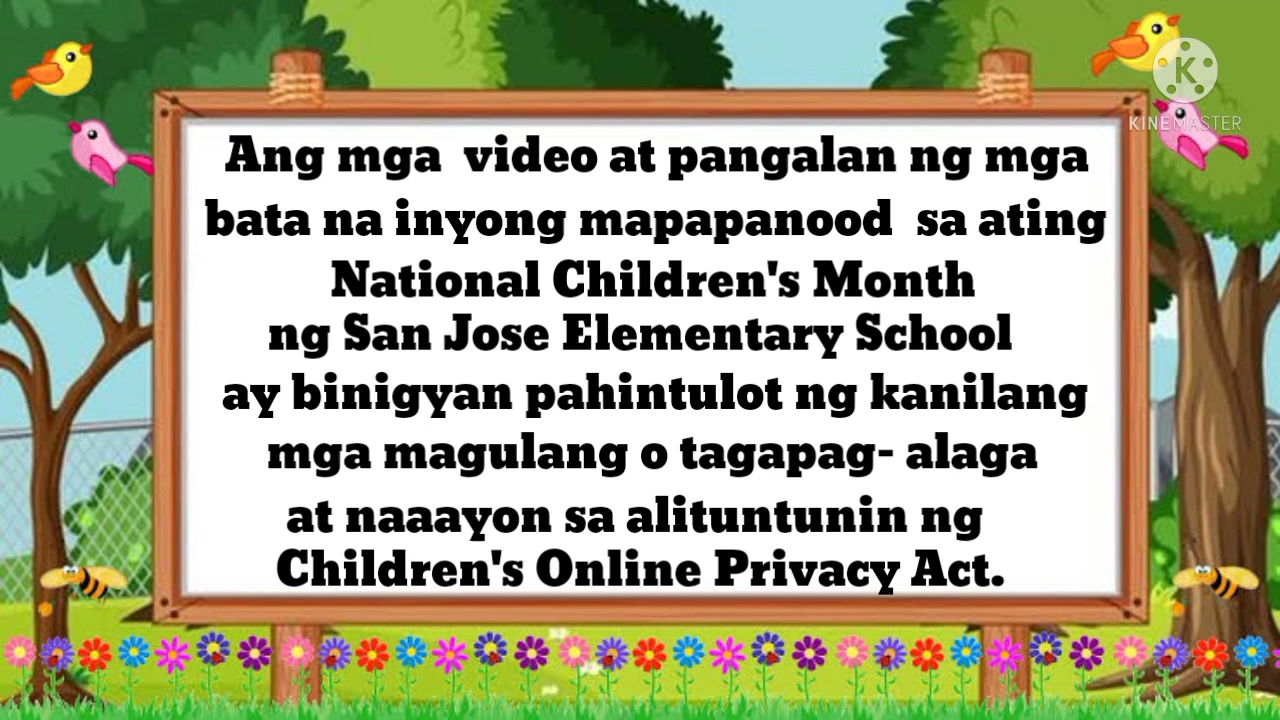 Ang mga video at pangalan ng mga
bata na inyong mapapanood sa ating
National Children's Month
ng San Jose Elementary School
ay binigyan pahintulot ng kanilang
mga magulang o tagapag- alaga
at naaayon sa alituntunin ng
Children's Online Privacy Act.
K
KINEMASTER